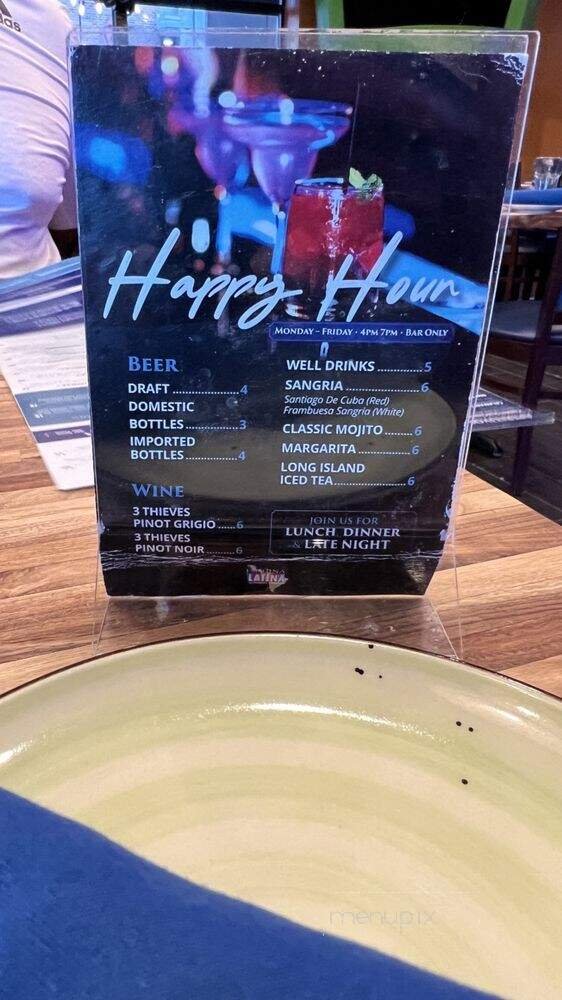 das
Happy Hour
MONDAY – FRIDAY · 4PM 7PM · BAR ONLY
BEER
DRAFT ..................... 4
DOMESTIC
BOTTLES ................. 3
IMPORTED
BOTTLES ................ 4
WINE
3 THIEVES
PINOT GRIGIO ..... 6
3 THIEVES
PINOT NOIR ......... 6
WELL DRINKS .............. 5
SANGRIA ....................... 6
Santiago De Cuba (Red)
Frambuesa Sangria (White)
CLASSIC MOJITO ......... 6
MARGARITA ................... 6
LONG ISLAND
ICED TEA ........................ 6
JOIN US FOR
LUNCH, DINNER
& LATE NIGHT
LATINA
menupix